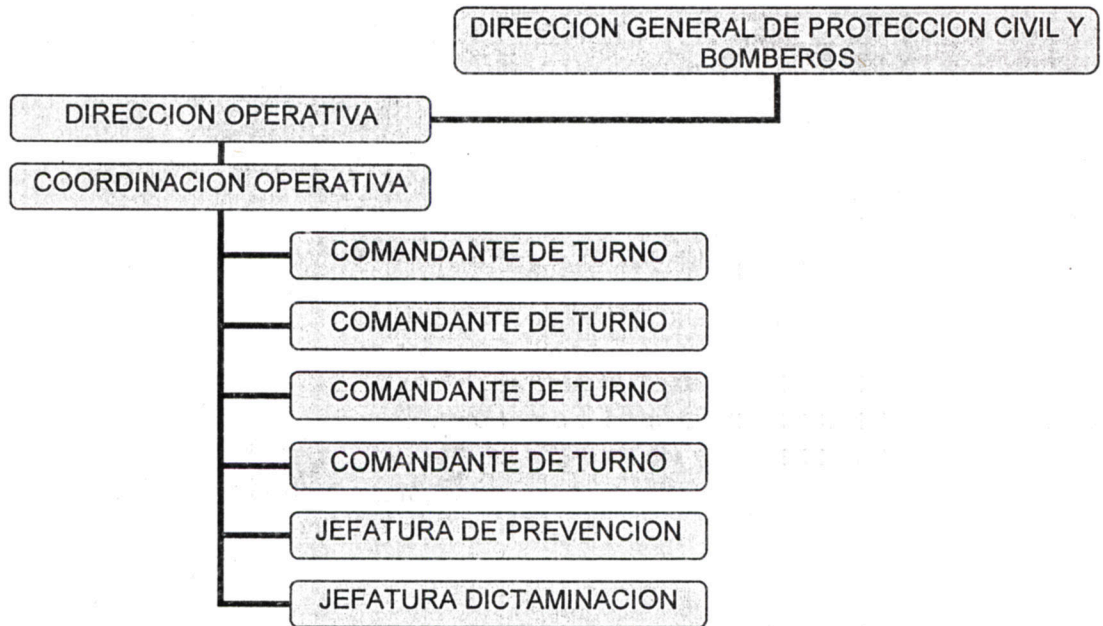 DIRECCION GENERAL DE PROTECCION CIVIL Y
BOMBEROS
DIRECCION OPERATIVA
COORDINACION OPERATIVA
COMANDANTE DE TURNO
COMANDANTE DE TURNO
COMANDANTE DE TURNO
COMANDANTE DE TURNO
JEFATURA DE PREVENCION
JEFATURA DICTAMINACION